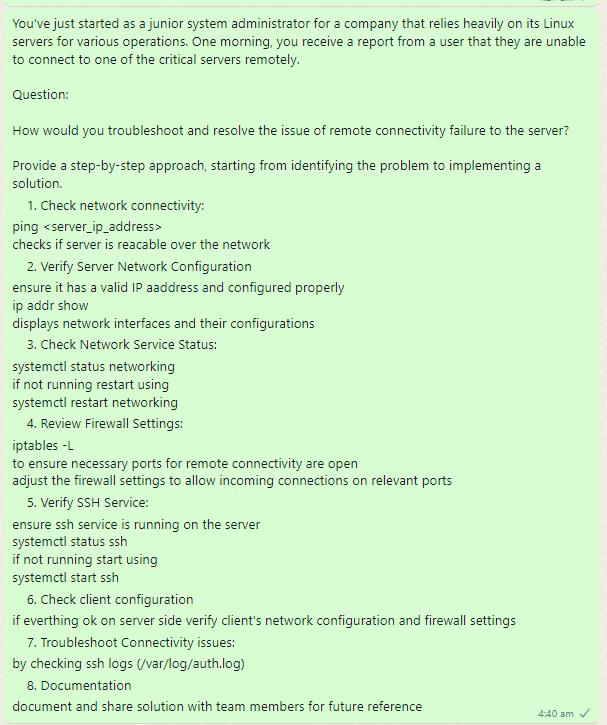 You've just started as a junior system administrator for a company that relies heavily on its Linux
servers for various operations. One morning, you receive a report from a user that they are unable
to connect to one of the critical servers remotely.
Question:
How would you troubleshoot and resolve the issue of remote connectivity failure to the server?
Provide a step-by-step approach, starting from identifying the problem to implementing a
solution.
1. Check network connectivity:
ping <server_ip_address>
checks if server is reacable over the network
2. Verify Server Network Configuration
ensure it has a valid IP aaddress and configured properly
ip addr show
displays network interfaces and their configurations
3. Check Network Service Status:
systemctl status networking
if not running restart using
systemctl restart networking
4. Review Firewall Settings:
iptables -L
to ensure necessary ports for remote connectivity are open
adjust the firewall settings to allow incoming connections on relevant ports
5. Verify SSH Service:
ensure ssh service is running on the server
systemctl status ssh
if not running start using
systemctl start ssh
6. Check client configuration
if everthing ok on server side verify client's network configuration and firewall settings
7. Troubleshoot Connectivity issues:
by checking ssh logs (/var/log/auth.log)
8. Documentation
document and share solution with team members for future reference
4:40 am